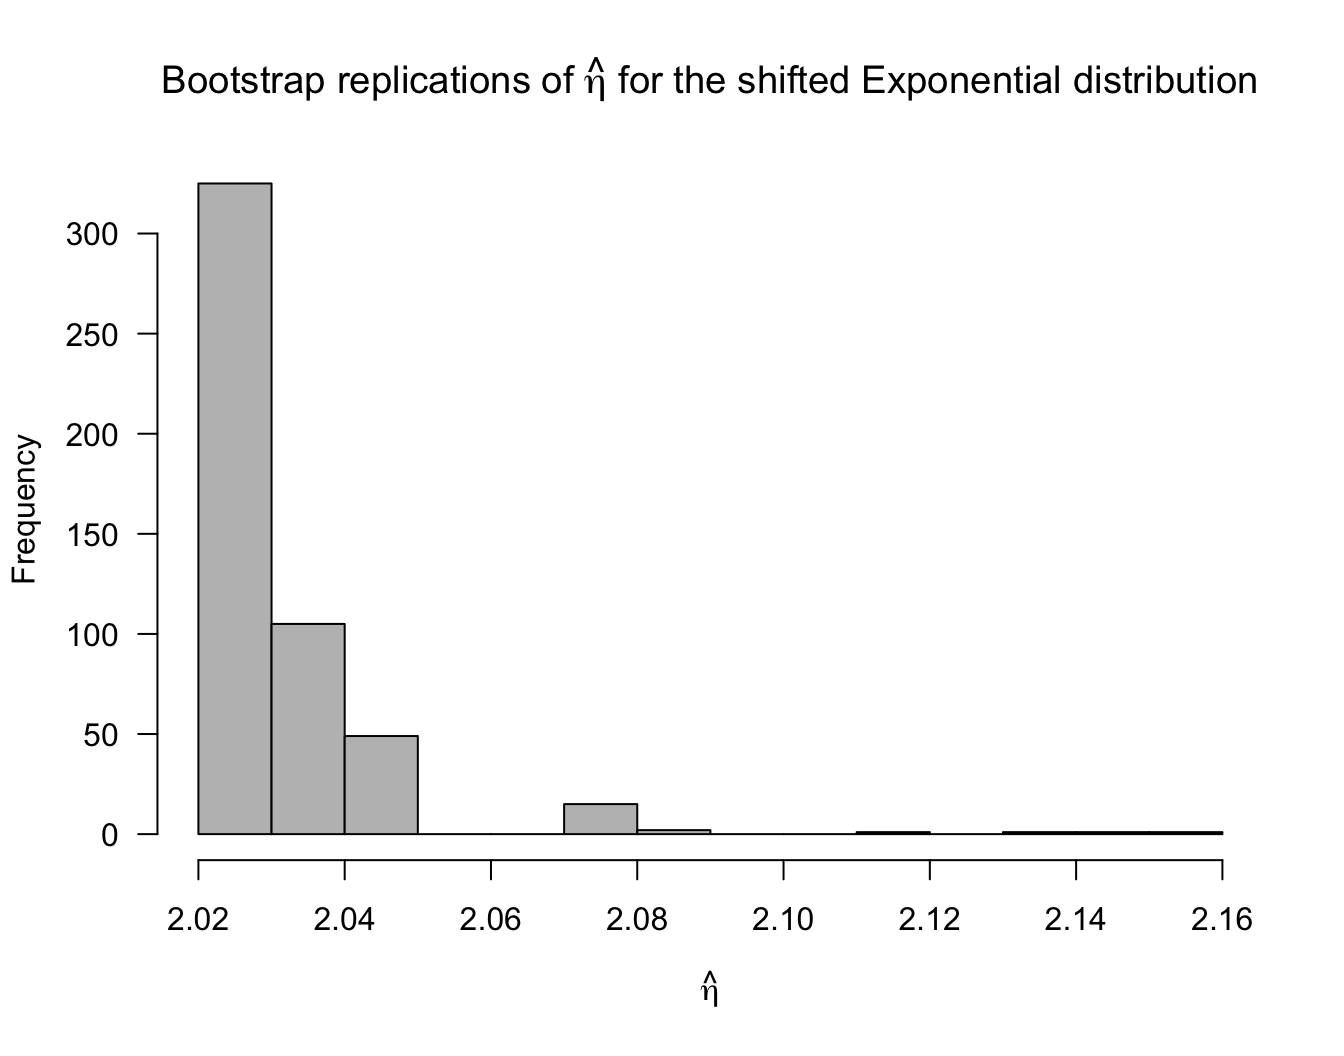 Bootstrap replications of η̂ for the shifted Exponential distribution
Frequency
300
250
200
150
100
50
0
2.02 2.04 2.06 2.08 2.10 2.12 2.14 2.16
η̂